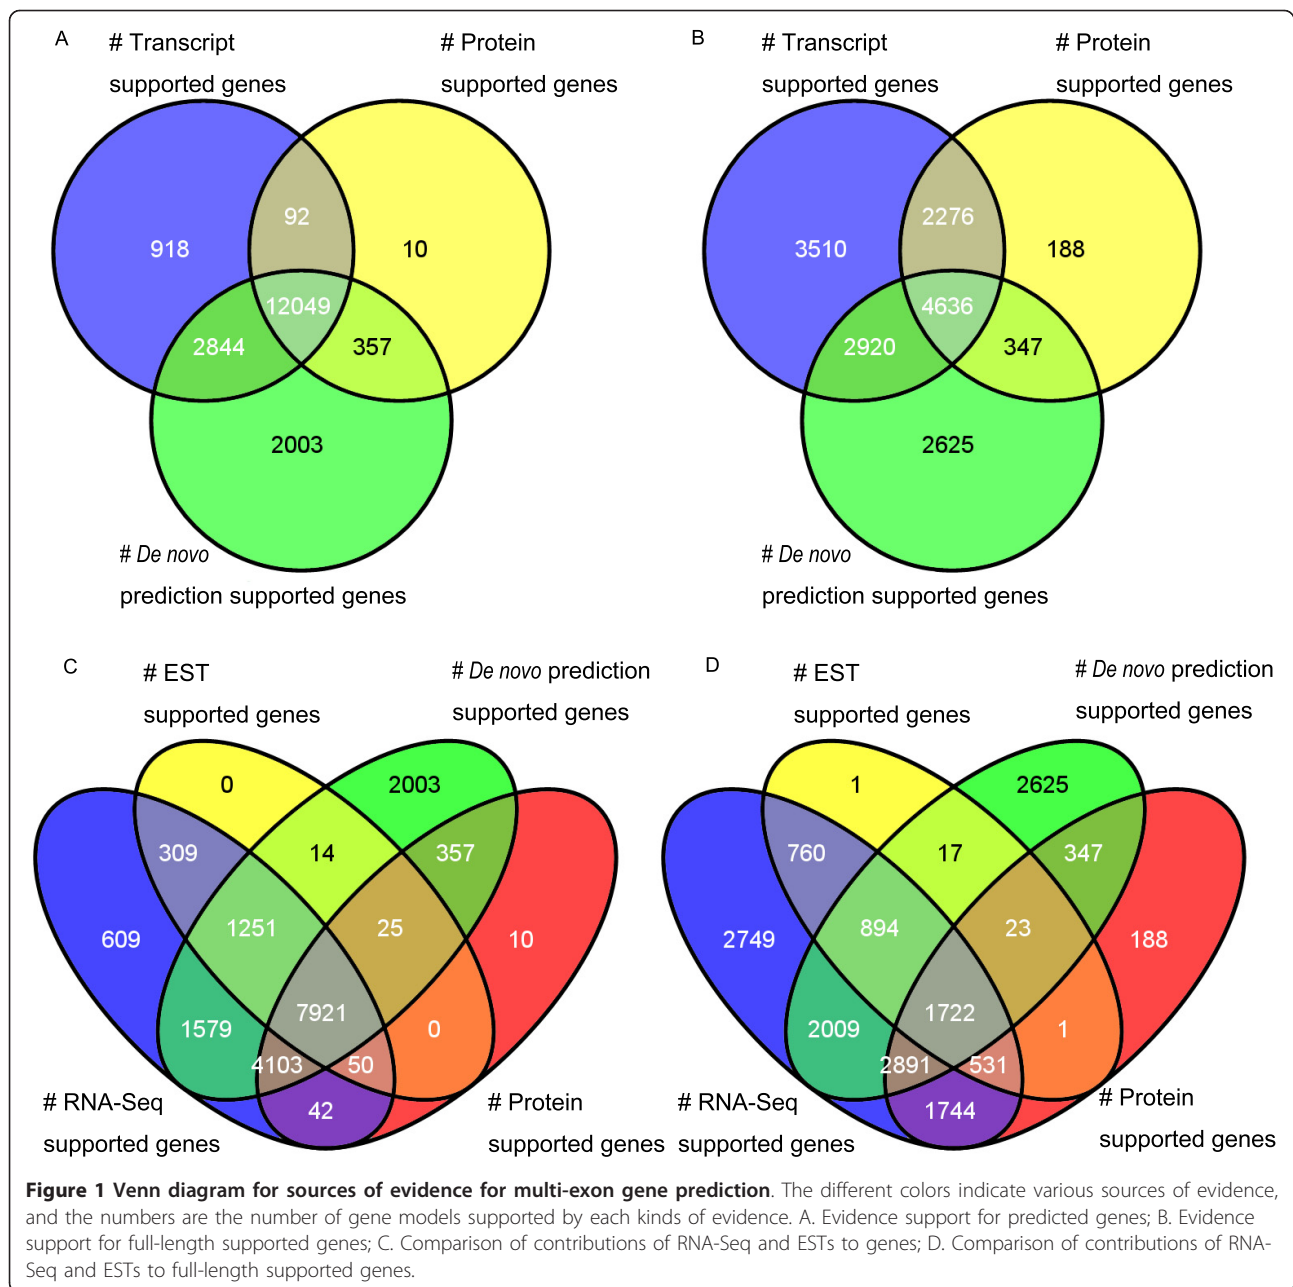 A
# Transcript
supported genes
# Protein
supported genes
918
92
10
12049
2844
357
2003
# De novo
prediction supported genes
B
# Transcript
supported genes
# Protein
supported genes
3510
2276
188
4636
2920
347
2625
# De novo
prediction supported genes
C
# EST
supported genes
# De novo prediction
supported genes
0
2003
309
14
357
609
1251
25
10
1579
7921
0
4103
50
42
# RNA-Seq
supported genes
# Protein
supported genes
D
# EST
supported genes
# De novo prediction
supported genes
1
2625
760
17
347
2749
894
23
188
2009
1722
1
2891
531
1744
# RNA-Seq
supported genes
# Protein
supported genes
Figure 1 Venn diagram for sources of evidence for multi-exon gene prediction. The different colors indicate various sources of evidence,
and the numbers are the number of gene models supported by each kinds of evidence. A. Evidence support for predicted genes; B. Evidence
support for full-length supported genes; C. Comparison of contributions of RNA-Seq and ESTs to genes; D. Comparison of contributions of RNA-
Seq and ESTs to full-length supported genes.